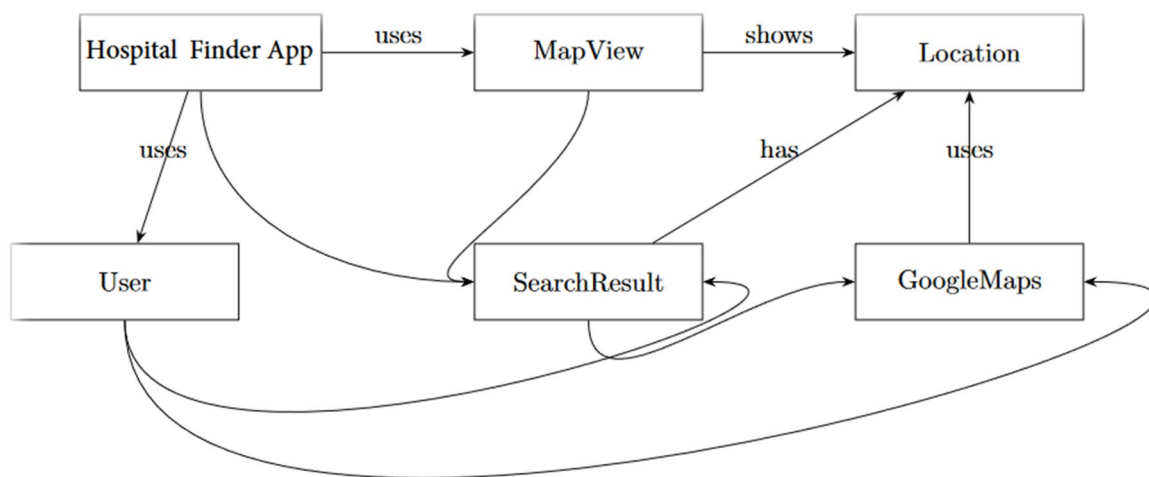 uses
shows
Hospital Finder App
MapView
Location
uses
has
uses
User
SearchResult
GoogleMaps